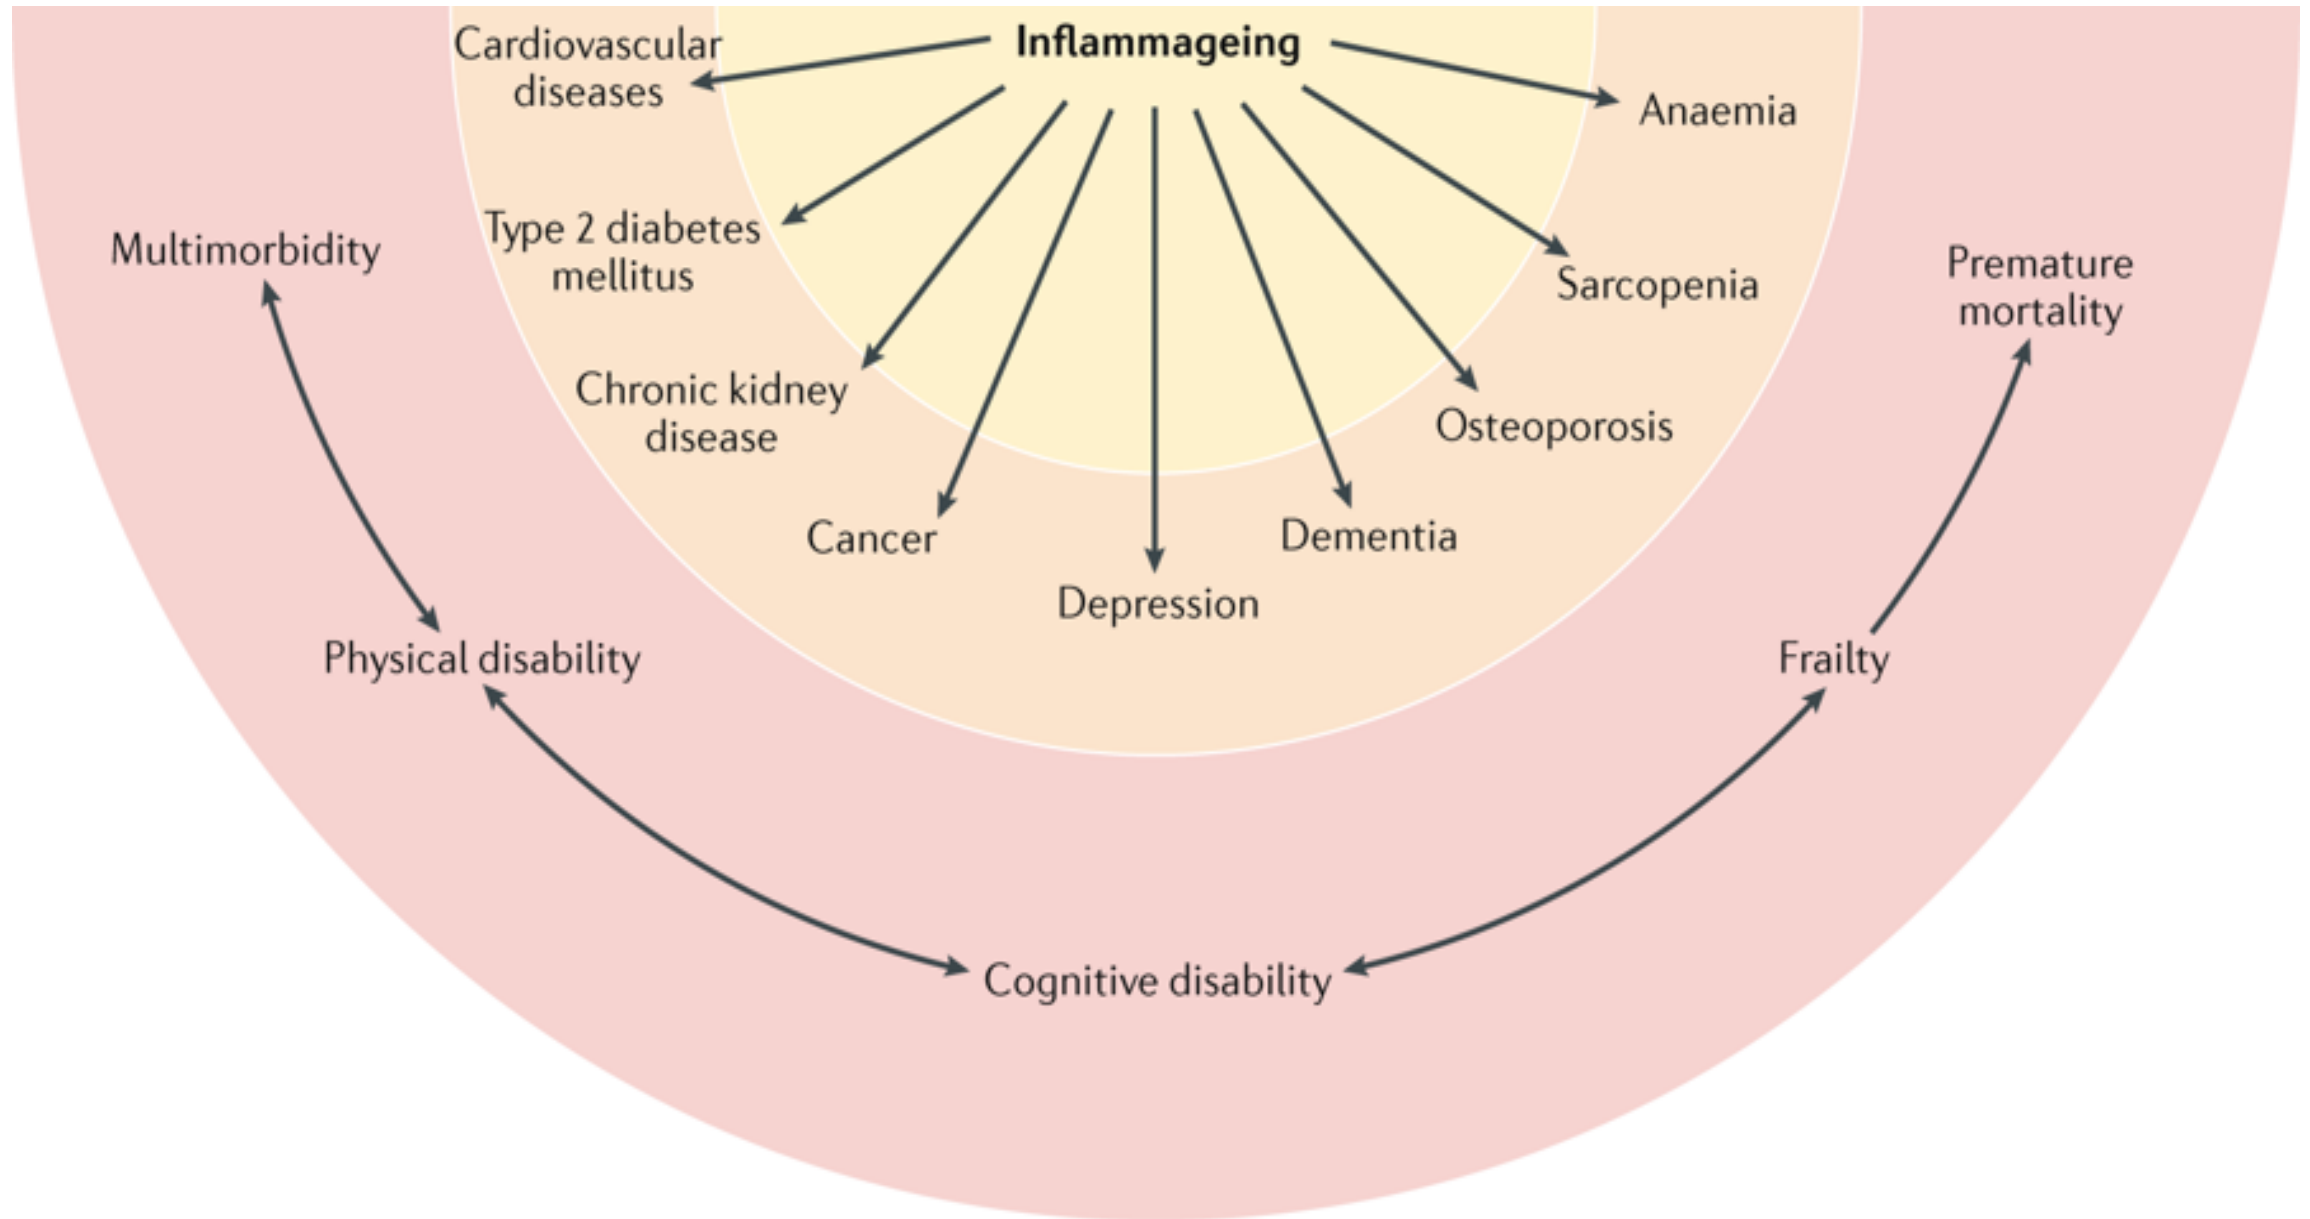 Inflammageing
Cardiovascular
diseases
Anaemia
Type 2 diabetes
mellitus
Sarcopenia
Multimorbidity
Premature
mortality
Chronic kidney
disease
Osteoporosis
Cancer
Dementia
Depression
Physical disability
Frailty
Cognitive disability